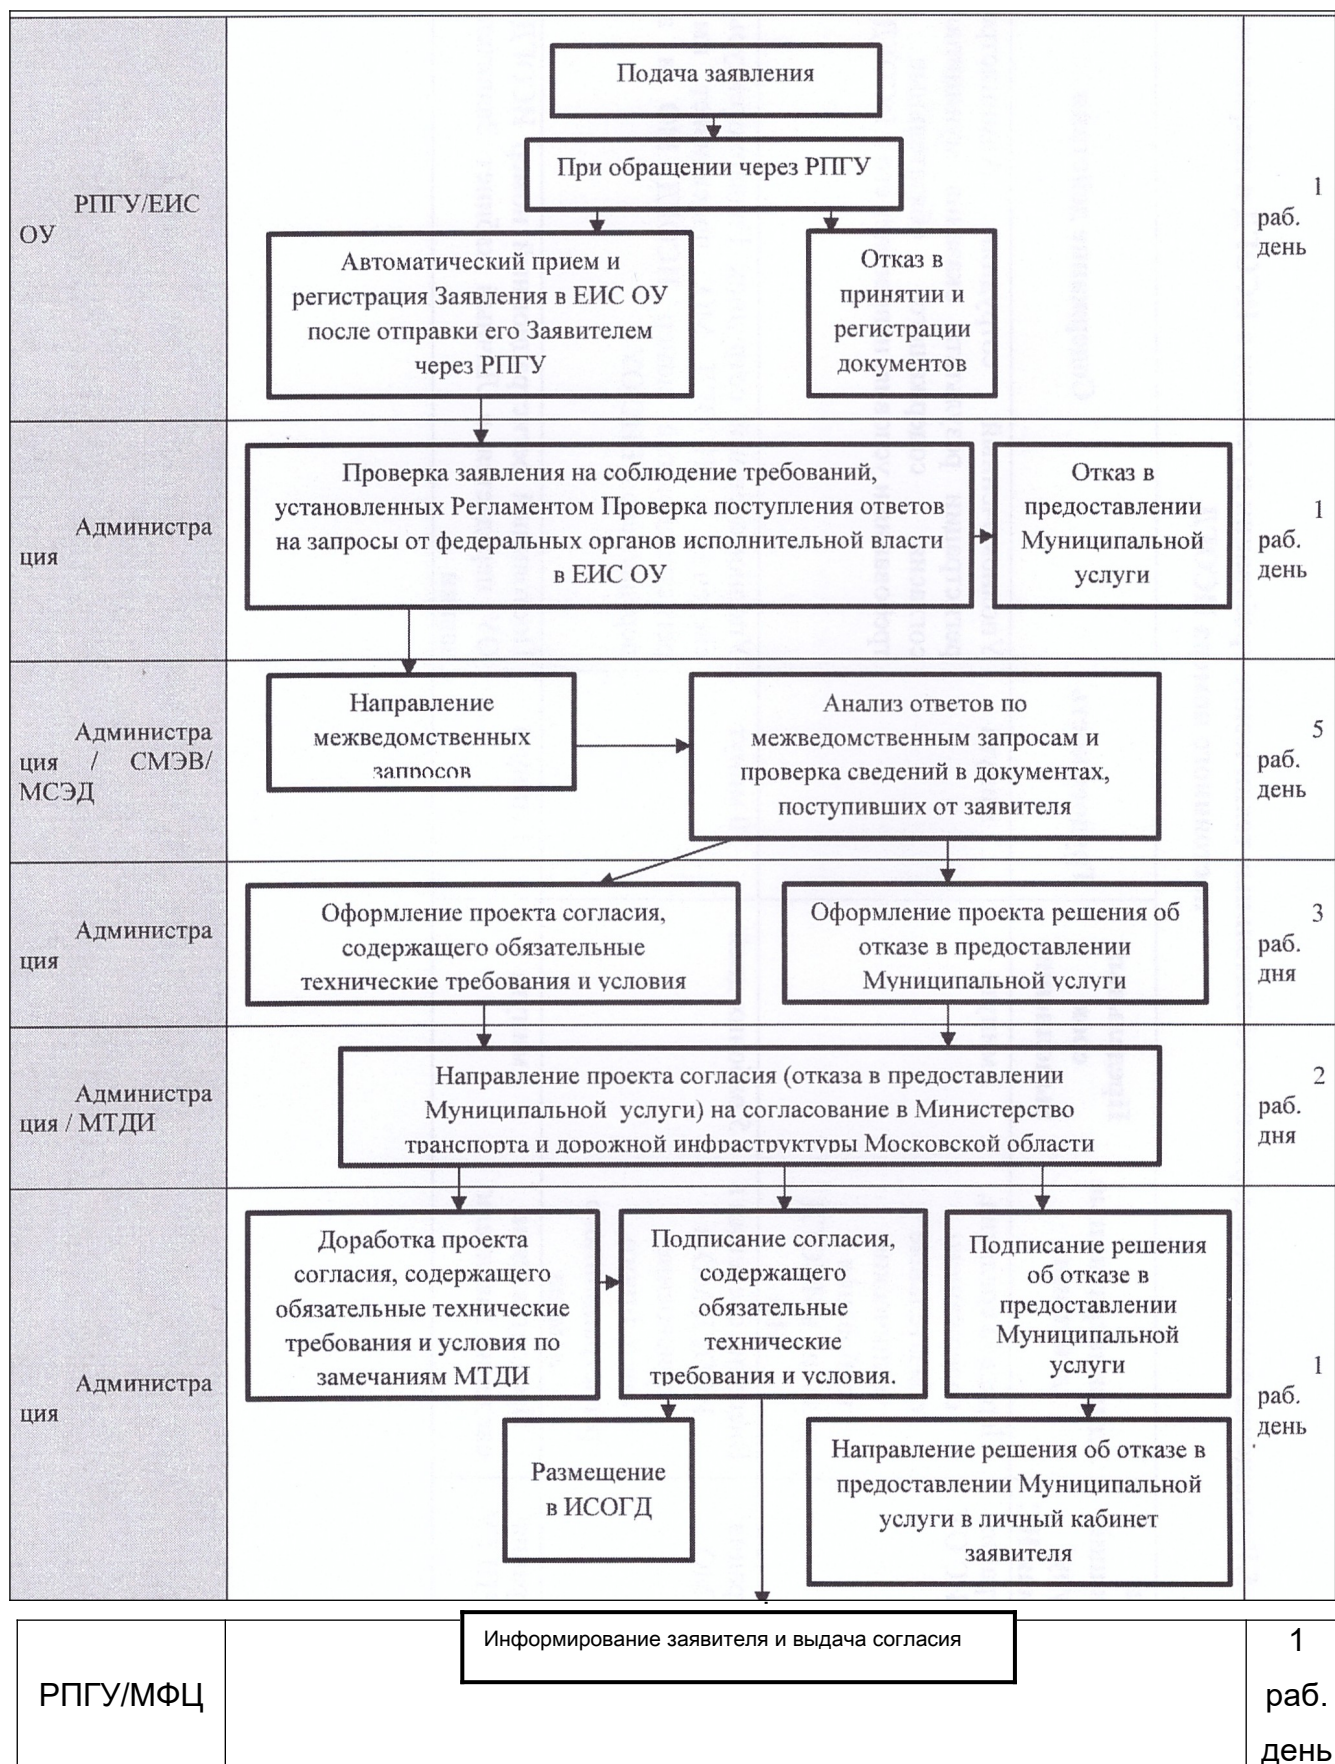 Подача заявления
При обращении через РПГУ
РПГУ/ЕИС
ОУ
Автоматический прием и
регистрация Заявления в ЕИС ОУ
после отправки его Заявителем
через РПГУ
Отказ в
принятии и
регистрации
документов
1
раб.
день
Администра
ция
Проверка заявления на соблюдение требований,
установленных Регламентом Проверка поступления ответов
на запросы от федеральных органов исполнительной власти
в ЕИС ОУ
Отказ в
предоставлении
Муниципальной
услуги
1
раб.
день
Администра
ция / СМЭВ/
МСЭД
Направление
межведомственных
запросов
Анализ ответов по
межведомственным запросам и
проверка сведений в документах,
поступивших от заявителя
5
раб.
день
Администра
ция
Оформление проекта согласия,
содержащего обязательные
технические требования и условия
Оформление проекта решения об
отказе в предоставлении
Муниципальной услуги
3
раб.
дня
Администра
ция / МТДИ
Направление проекта согласия (отказа в предоставлении
Муниципальной услуги) на согласование в Министерство
транспорта и дорожной инфраструктуры Московской области
2
раб.
дня
Администра
ция
Доработка проекта
согласия, содержащего
обязательные технические
требования и условия по
замечаниям МТДИ
Подписание согласия,
содержащего
обязательные
технические
требования и условия.
Подписание решения
об отказе в
предоставлении
Муниципальной
услуги
Размещение
в ИСОГД
Направление решения об отказе в
предоставлении Муниципальной
услуги в личный кабинет
заявителя
1
раб.
день
РПГУ/МФЦ
Информирование заявителя и выдача согласия
1
раб.
день